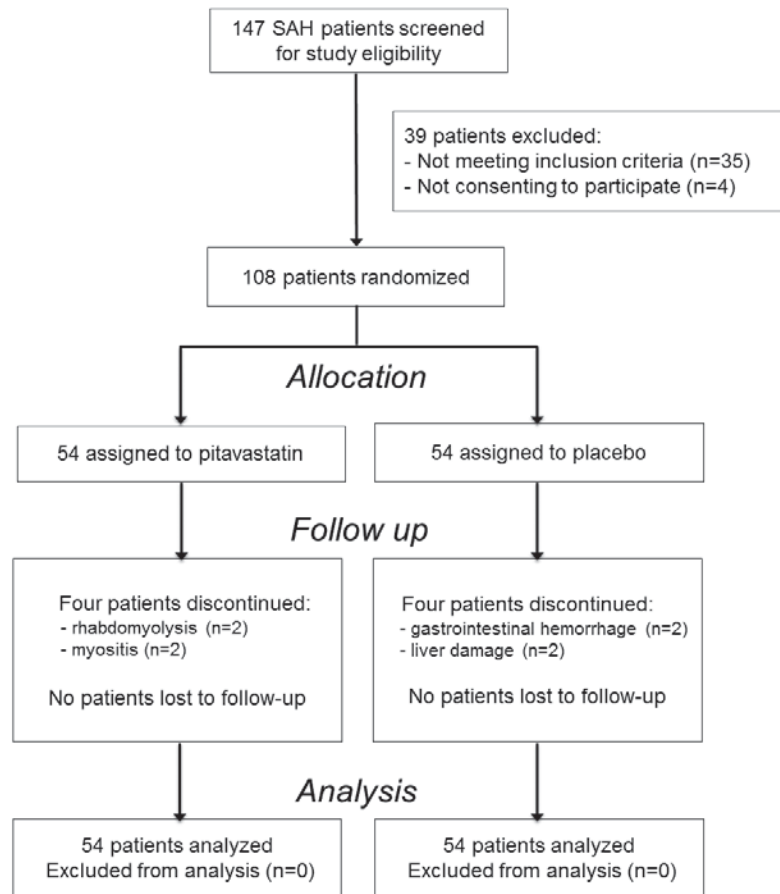 147 SAH patients screened
for study eligibility
39 patients excluded:
- Not meeting inclusion criteria (n=35)
- Not consenting to participate (n=4)
108 patients randomized
Allocation
54 assigned to pitavastatin
54 assigned to placebo
Follow up
Four patients discontinued:
- rhabdomyolysis (n=2)
- myositis (n=2)
No patients lost to follow-up
Four patients discontinued:
- gastrointestinal hemorrhage (n=2)
- liver damage (n=2)
No patients lost to follow-up
Analysis
54 patients analyzed
Excluded from analysis (n=0)
54 patients analyzed
Excluded from analysis (n=0)